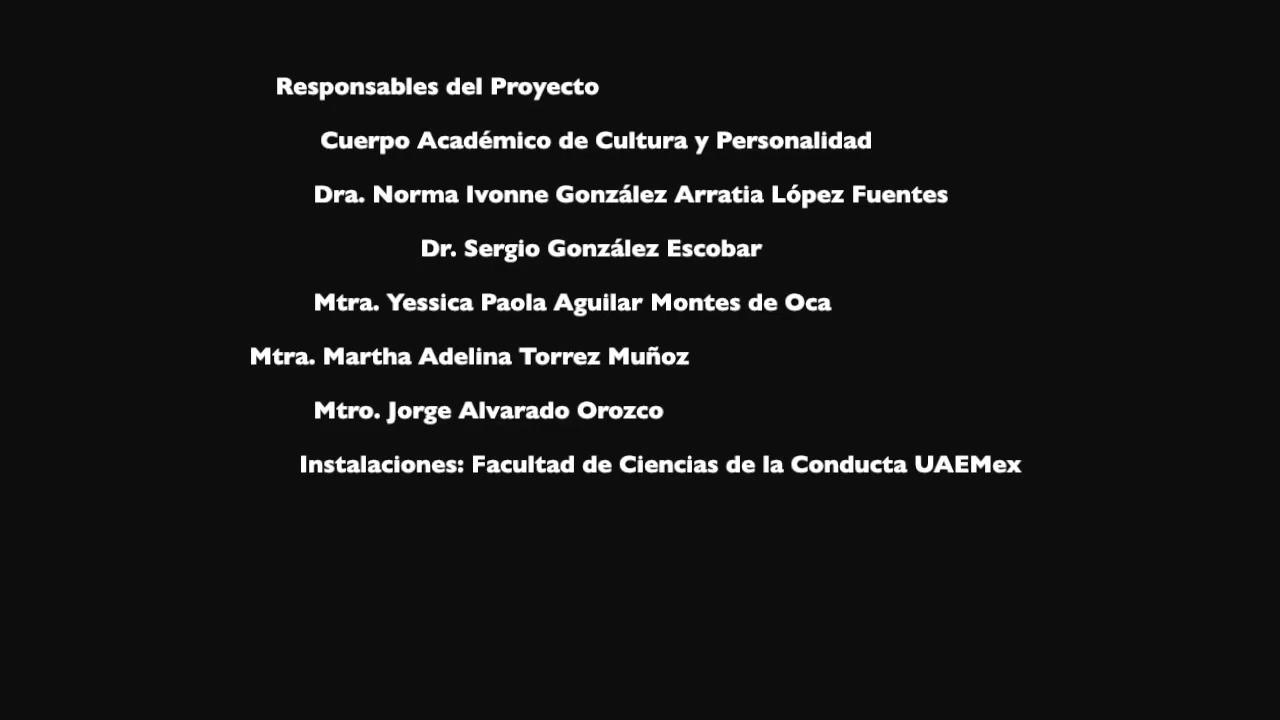 Responsables del Proyecto
Cuerpo Académico de Cultura y Personalidad
Dra. Norma Ivonne González Arratia López Fuentes
Dr. Sergio González Escobar
Mtra. Yessica Paola Aguilar Montes de Oca
Mtra. Martha Adelina Torrez Muñoz
Mtro. Jorge Alvarado Orozco
Instalaciones: Facultad de Ciencias de la Conducta UAEMex